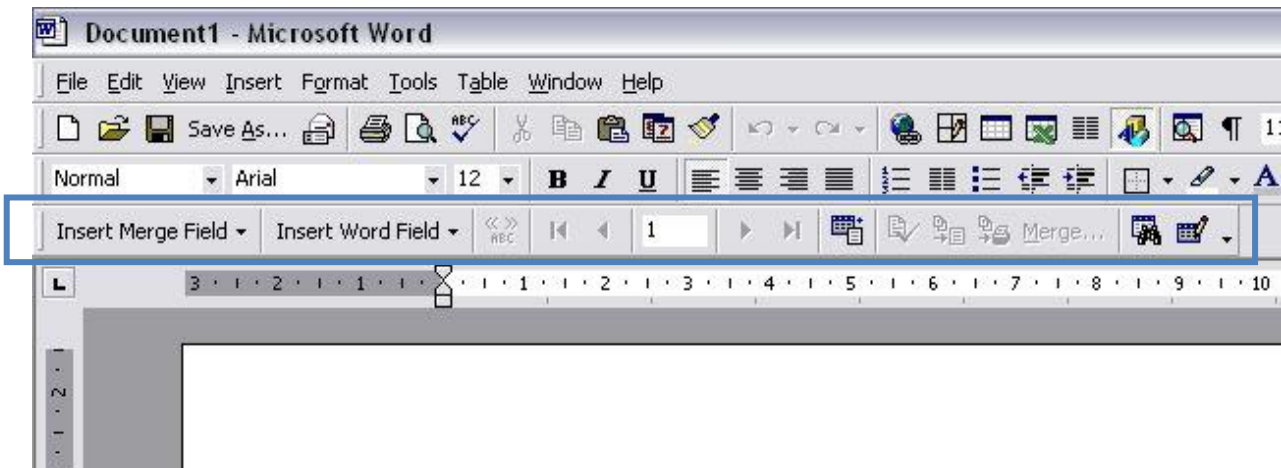 Document1 - Microsoft Word
File Edit View Insert Format Tools Table Window Help
Save As... ABC
Normal Arial 12 B I U A
Insert Merge Field Insert Word Field «» ABC 1 Merge...
L 3 2 1 1 2 3 4 5 6 7 8 9 10
2